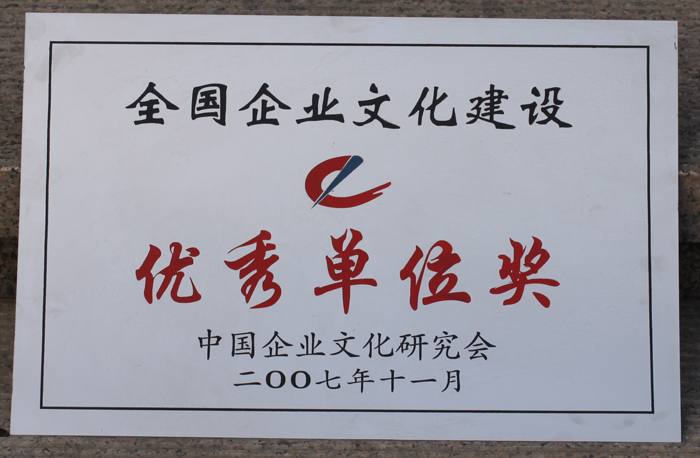 全国企业文化建设
优秀单位奖
中国企业文化研究会
二OO七年十一月